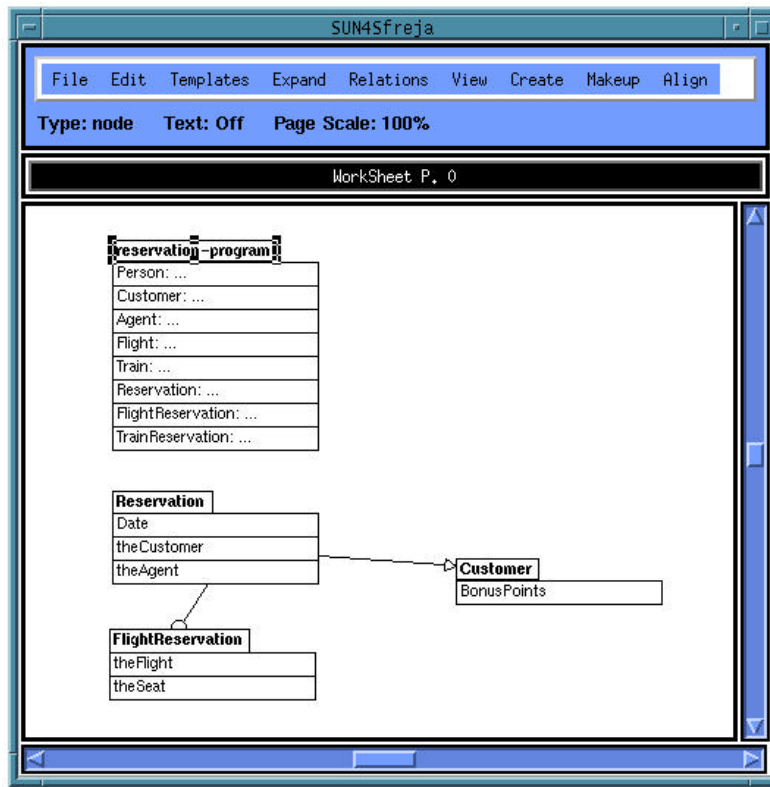 SUN4Sfreja
File Edit Templates Expand Relations View Create Makeup Align
Type: node Text: Off Page Scale: 100%
WorkSheet P. 0
reservation-program
Person: ...
Customer: ...
Agent: ...
Flight: ...
Train: ...
Reservation: ...
FlightReservation: ...
TrainReservation: ...
Reservation
Date
theCustomer
theAgent
Customer
BonusPoints
FlightReservation
theFlight
theSeat